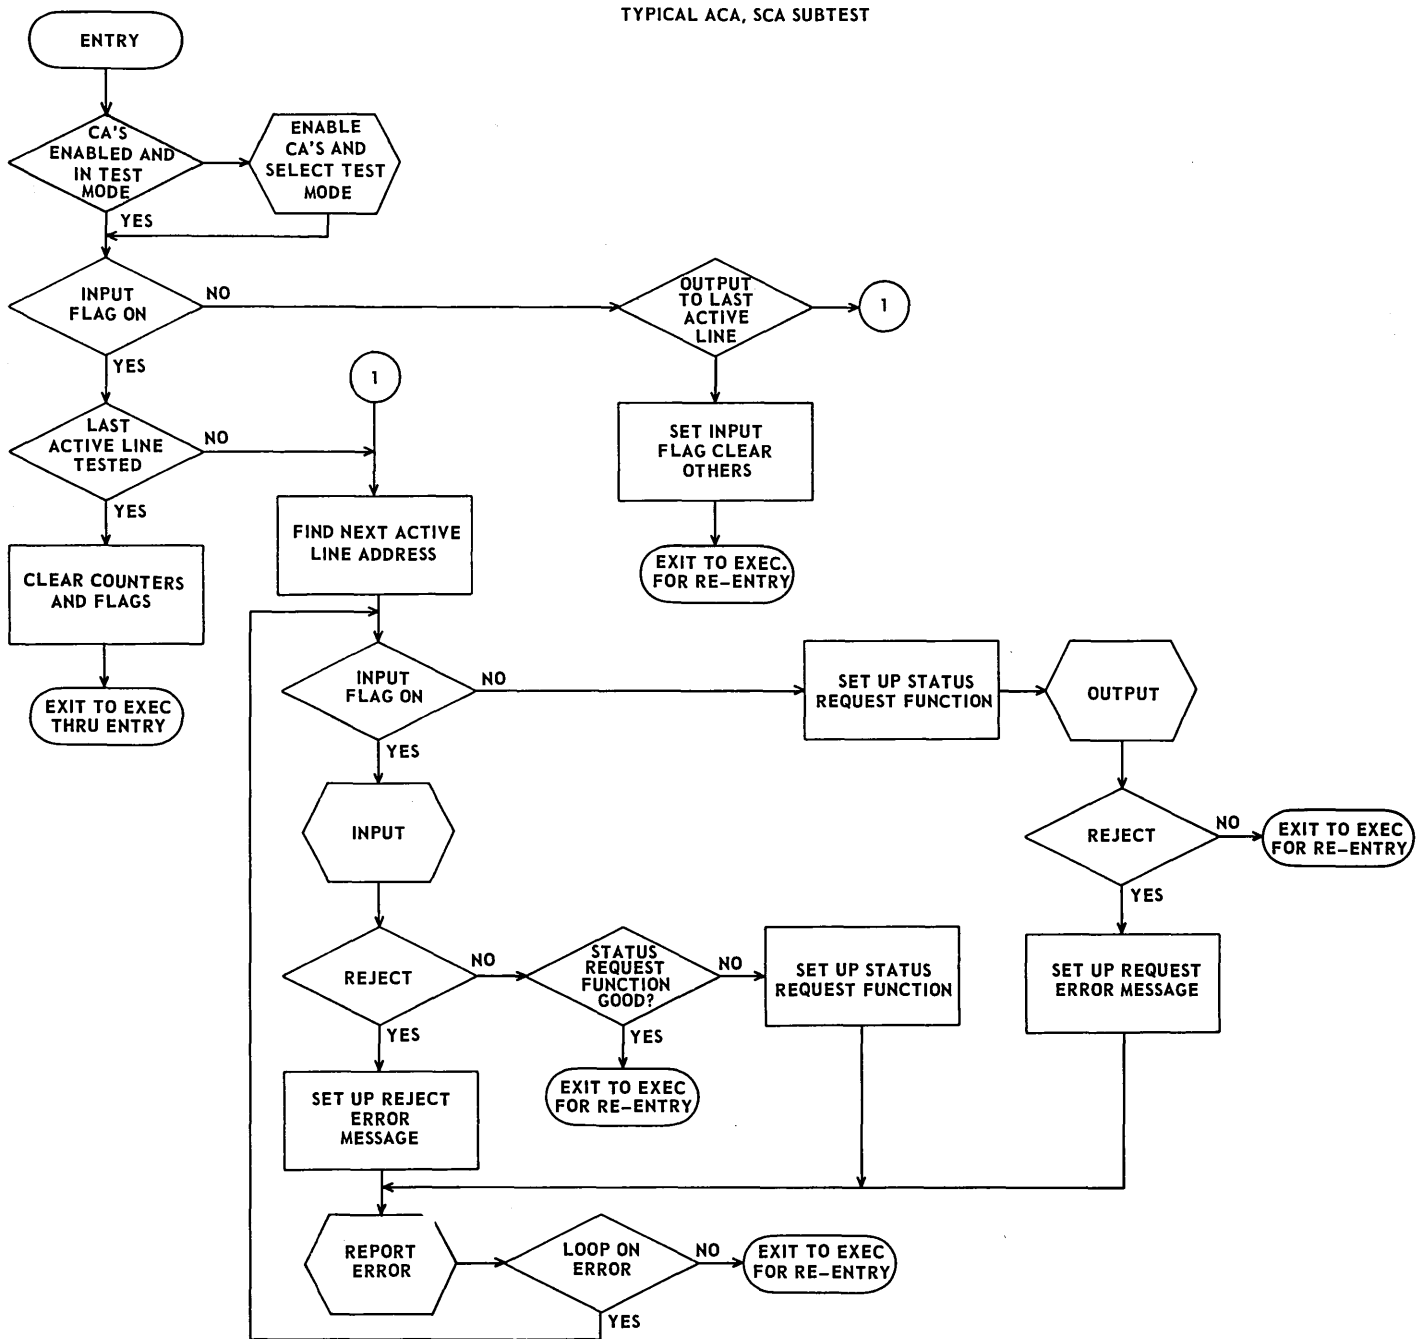 TYPICAL ACA, SCA SUBTEST
ENTRY
CA'S
ENABLED AND
IN TEST
MODE
YES
ENABLE
CA'S AND
SELECT TEST
MODE
INPUT
FLAG ON
NO
YES
OUTPUT
TO LAST
ACTIVE
LINE
1
SET INPUT
FLAG CLEAR
OTHERS
EXIT TO EXEC.
FOR RE-ENTRY
LAST
ACTIVE LINE
TESTED
NO
YES
1
CLEAR COUNTERS
AND FLAGS
EXIT TO EXEC
THRU ENTRY
FIND NEXT ACTIVE
LINE ADDRESS
INPUT
FLAG ON
NO
YES
SET UP STATUS
REQUEST FUNCTION
OUTPUT
REJECT
NO
EXIT TO EXEC
FOR RE-ENTRY
YES
SET UP REQUEST
ERROR MESSAGE
INPUT
REJECT
NO
YES
STATUS
REQUEST
FUNCTION
GOOD?
NO
YES
SET UP STATUS
REQUEST FUNCTION
EXIT TO EXEC
FOR RE-ENTRY
SET UP REJECT
ERROR
MESSAGE
REPORT
ERROR
LOOP ON
ERROR
NO
YES
EXIT TO EXEC
FOR RE-ENTRY